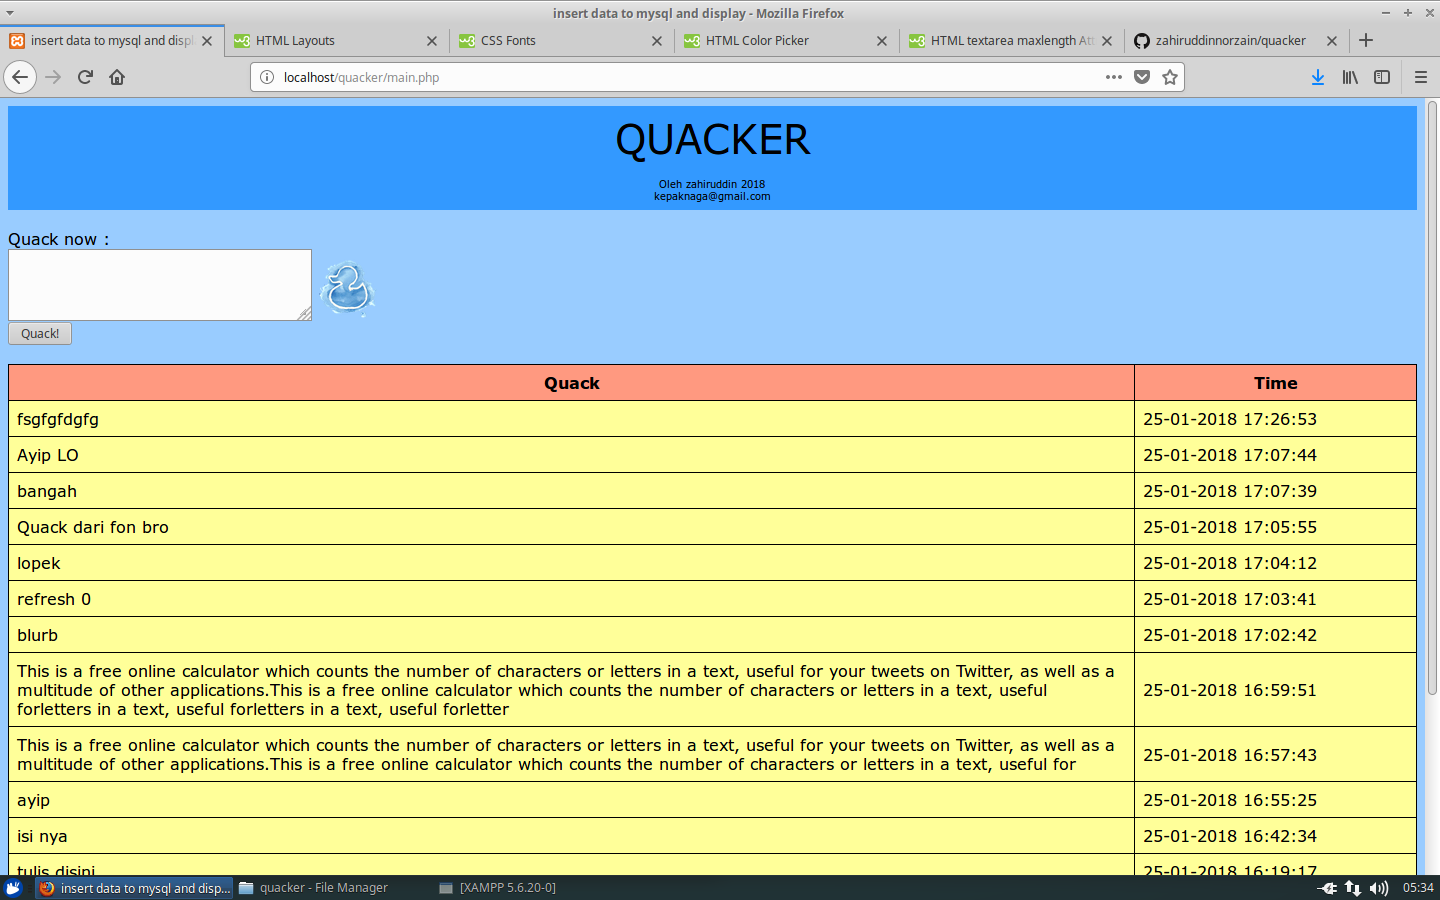 insert data to mysql and display - Mozilla Firefox
insert data to mysql and displ
HTML Layouts
CSS Fonts
HTML Color Picker
HTML textarea maxlength Att
zahiruddinnorzain/quacker
localhost/quacker/main.php
QUACKER
Oleh zahiruddin 2018
kepaknaga@gmail.com
Quack now :
Quack!
Quack Time
fsgfgfdgfg 25-01-2018 17:26:53
Ayip LO 25-01-2018 17:07:44
bangah 25-01-2018 17:07:39
Quack dari fon bro 25-01-2018 17:05:55
lopek 25-01-2018 17:04:12
refresh 0 25-01-2018 17:03:41
blurb 25-01-2018 17:02:42
This is a free online calculator which counts the number of characters or letters in a text, useful for your tweets on Twitter, as well as a
multitude of other applications.This is a free online calculator which counts the number of characters or letters in a text, useful
forletters in a text, useful forletters in a text, useful forletter
25-01-2018 16:59:51
This is a free online calculator which counts the number of characters or letters in a text, useful for your tweets on Twitter, as well as a
multitude of other applications.This is a free online calculator which counts the number of characters or letters in a text, useful for
25-01-2018 16:57:43
ayip 25-01-2018 16:55:25
isi nya 25-01-2018 16:42:34
tulis disini 25-01-2018 16:19:17
insert data to mysql and disp...
quacker - File Manager
[XAMPP 5.6.20-0]
05:34